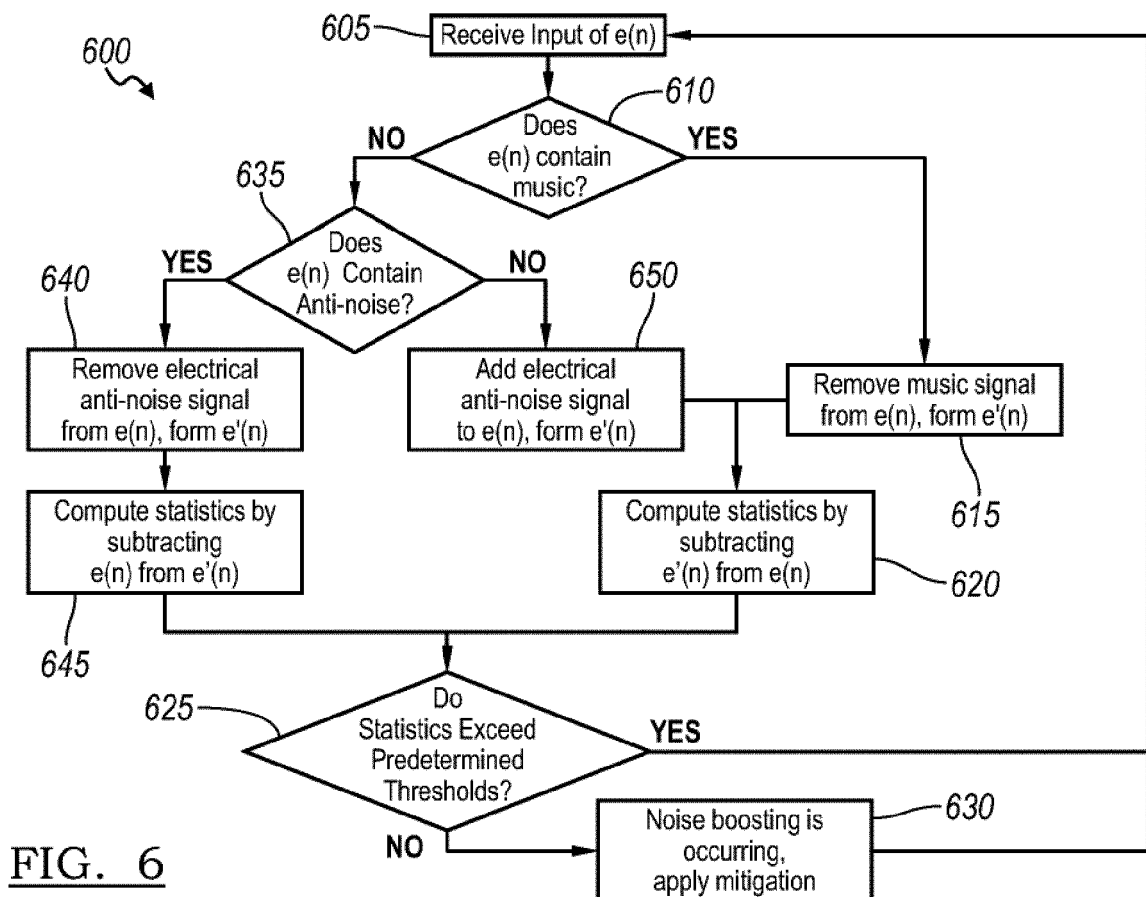 605
Receive Input of e(n)
600
610
Does
e(n) contain
music?
NO
YES
635
Does
e(n) Contain
Anti-noise?
YES
NO
640
Remove electrical
anti-noise signal
from e(n), form e'(n)
650
Add electrical
anti-noise signal
to e(n), form e'(n)
Remove music signal
from e(n), form e'(n)
615
Compute statistics by
subtracting
e(n) from e'(n)
645
Compute statistics by
subtracting
e'(n) from e(n)
620
625
Do
Statistics Exceed
Predetermined
Thresholds?
YES
NO
Noise boosting is
occurring,
apply mitigation
630
FIG. 6